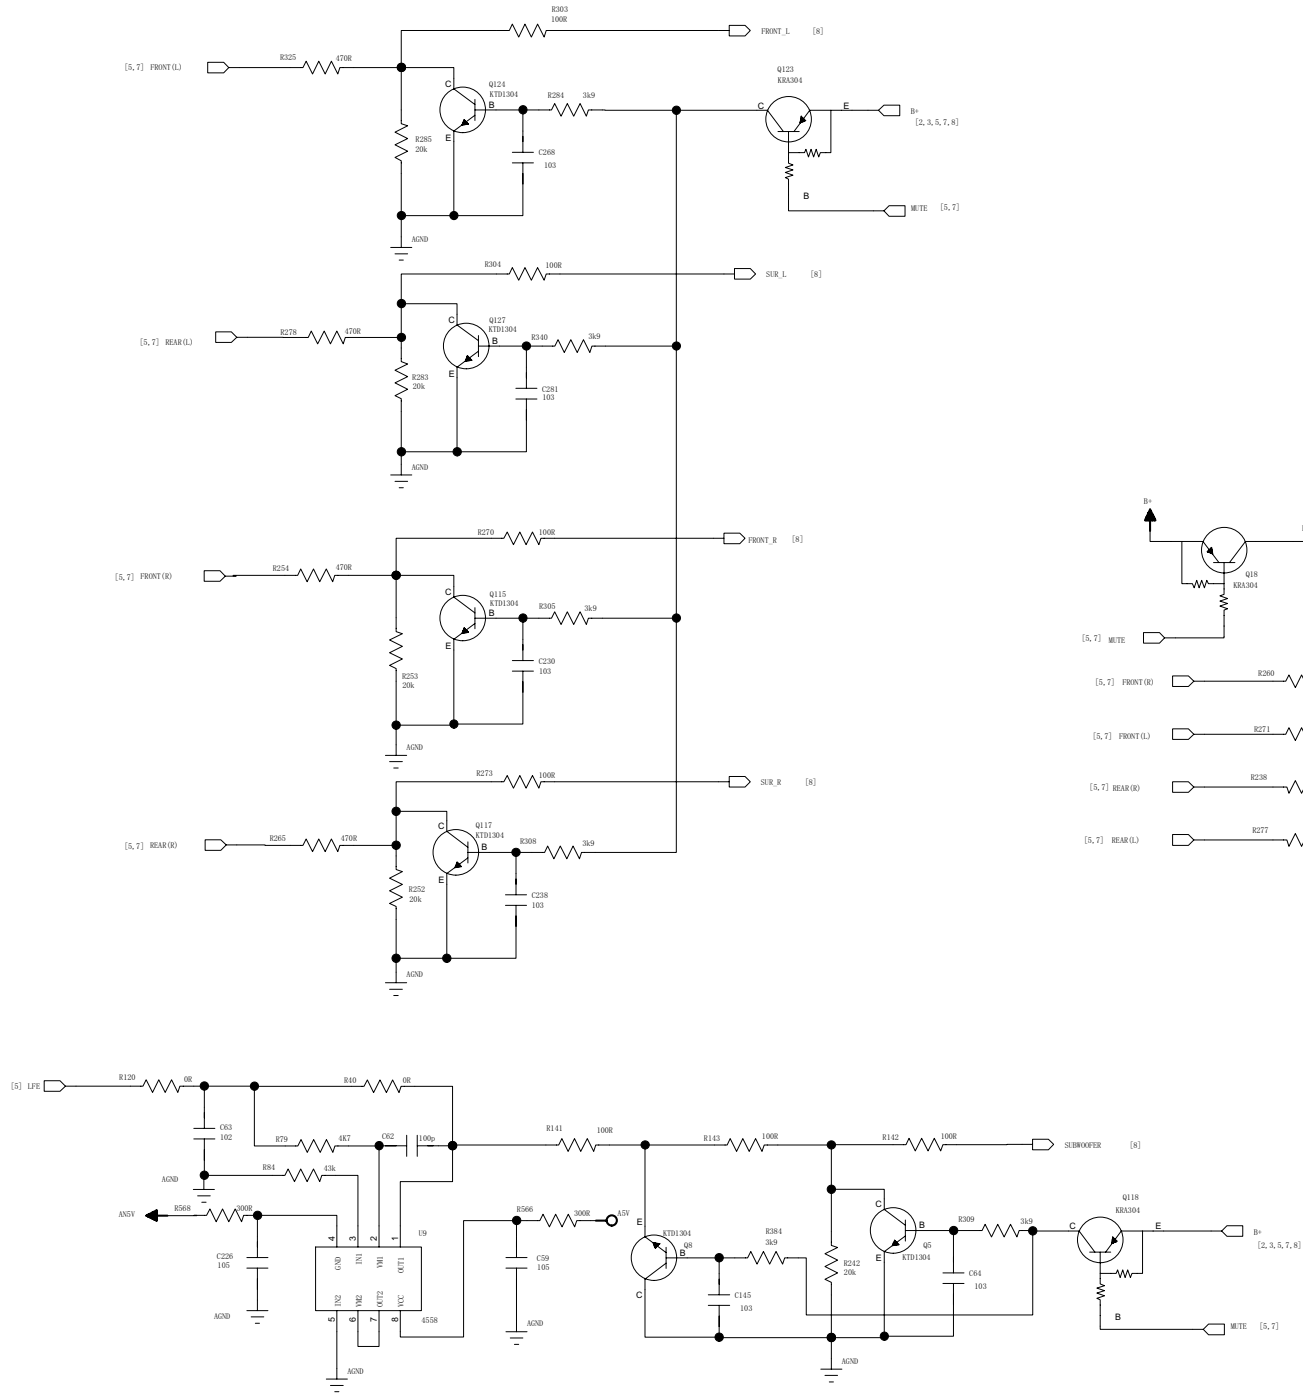 R303
100R
FRONT_L [8]
[5,7] FRONT(L)
R325 470R
C
Q124
KTD1304
B
R284 3k9
E
R285
20k
C268
103
AGND
Q123
KRA304
C
E
B+
[2,3,5,7,8]
B
MUTE [5,7]
R304 100R
SUR_L [8]
[5,7] REAR(L)
R278 470R
C
Q127
KTD1304
B
R340 3k9
E
R283
20k
C281
103
AGND
R270 100R
FRONT_R [8]
[5,7] FRONT(R)
R254 470R
C
Q115
KTD1304
B
R305 3k9
E
R253
20k
C230
103
AGND
R273 100R
SUR_R [8]
[5,7] REAR(R)
R265 470R
C
Q117
KTD1304
B
R308 3k9
E
R252
20k
C238
103
AGND
B+
Q18
KRA304
[5,7] MUTE
[5,7] FRONT(R)
R260
[5,7] FRONT(L)
R271
[5,7] REAR(R)
R238
[5,7] REAR(L)
R277
[5] LFE
R120 0R
R40 0R
C63
102
R79 4K7
C62 100p
R84 43k
AGND
AN5V
R568 300R
C226
105
AGND
U9
4 3 2 1
GND IN1 VM1 OUT1
IN2 VM2 OUT2 VCC
5 6 7 8
4558
AGND
R566 300R
A5V
C59
105
AGND
R141 100R
R143 100R
R142 100R
SUBWOOFER [8]
E
KTD1304
Q8
B
C
R384
3k9
C145
103
R242
20k
C
B
Q5
KTD1304
E
R309 3k9
C64
103
AGND
Q118
KRA304
C
E
B+
[2,3,5,7,8]
B
MUTE [5,7]